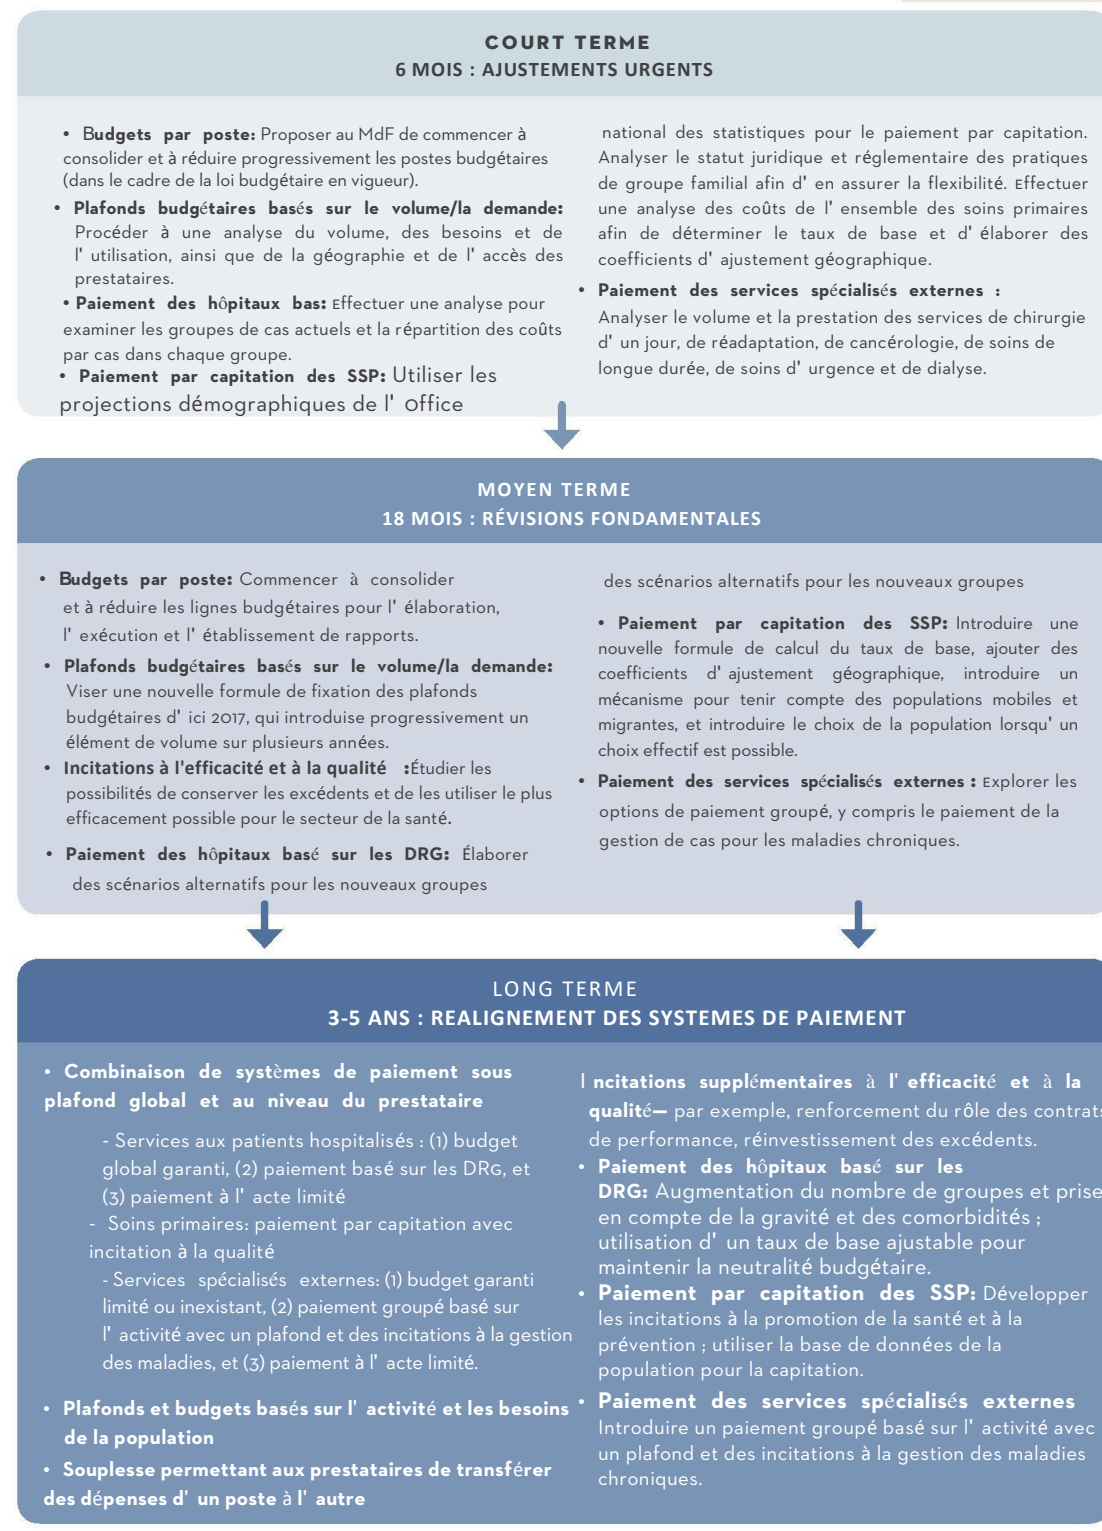 COURT TERME
6 MOIS : AJUSTEMENTS URGENTS
• Budgets par poste: Proposer au MdF de commencer à
consolider et à réduire progressivement les postes budgétaires
(dans le cadre de la loi budgétaire en vigueur).
• Plafonds budgétaires basés sur le volume/la demande:
Procéder à une analyse du volume, des besoins et de
l' utilisation, ainsi que de la géographie et de l' accès des
prestataires.
• Paiement des hôpitaux bas: Effectuer une analyse pour
examiner les groupes de cas actuels et la répartition des coûts
par cas dans chaque groupe.
• Paiement par capitation des SSP: Utiliser les
projections démographiques de l' Office
national des statistiques pour le paiement par capitation.
Analyser le statut juridique et réglementaire des pratiques
de groupe familial afin d' en assurer la flexibilité. Effectuer
une analyse des coûts de l' ensemble des soins primaires
afin de déterminer le taux de base et d' élaborer des
coefficients d' ajustement géographique.
• Paiement des services spécialisés externes :
Analyser le volume et la prestation des services de chirurgie
d' un jour, de réadaptation, de cancérologie, de soins de
longue durée, de soins d' urgence et de dialyse.
MOYEN TERME
18 MOIS : RÉVISIONS FONDAMENTALES
• Budgets par poste: Commencer à consolider
et à réduire les lignes budgétaires pour l' élaboration,
l' exécution et l' établissement de rapports.
• Plafonds budgétaires basés sur le volume/la demande:
Viser une nouvelle formule de fixation des plafonds
budgétaires d' ici 2017, qui introduise progressivement un
élément de volume sur plusieurs années.
• Incitations à l'efficacité et à la qualité :Étudier les
possibilités de conserver les excédents et de les utiliser le plus
efficacement possible pour le secteur de la santé.
• Paiement des hôpitaux basé sur les DRG: Élaborer
des scénarios alternatifs pour les nouveaux groupes
des scénarios alternatifs pour les nouveaux groupes
• Paiement par capitation des SSP: Introduire une
nouvelle formule de calcul du taux de base, ajouter des
coefficients d' ajustement géographique, introduire un
mécanisme pour tenir compte des populations mobiles et
migrantes, et introduire le choix de la population lorsqu' un
choix effectif est possible.
• Paiement des services spécialisés externes : Explorer les
options de paiement groupé, y compris le paiement de la
gestion de cas pour les maladies chroniques.
LONG TERME
3-5 ANS : REALIGNEMENT DES SYSTEMES DE PAIEMENT
• Combinaison de systèmes de paiement sous
plafond global et au niveau du prestataire
- Services aux patients hospitalisés : (1) budget
global garanti, (2) paiement basé sur les DRG, et
(3) paiement à l' acte limité
- Soins primaires: paiement par capitation avec
incitation à la qualité
- Services spécialisés externes: (1) budget garanti
limité ou inexistant, (2) paiement groupé basé sur
l' activité avec un plafond et des incitations à la gestion
des maladies, et (3) paiement à l' acte limité.
• Plafonds et budgets basés sur l' activité et les besoins
de la population
• Souplesse permettant aux prestataires de transférer
des dépenses d' un poste à l' autre
I ncitations supplémentaires à l' efficacité et à la
qualité— par exemple, renforcement du rôle des contrats
de performance, réinvestissement des excédents.
• Paiement des hôpitaux basé sur les
DRG: Augmentation du nombre de groupes et prise
en compte de la gravité et des comorbidités ;
utilisation d' un taux de base ajustable pour
maintenir la neutralité budgétaire.
• Paiement par capitation des SSP: Développer
les incitations à la promotion de la santé et à la
prévention ; utiliser la base de données de la
population pour la capitation.
• Paiement des services spécialisés externes
Introduire un paiement groupé basé sur l' activité avec
un plafond et des incitations à la gestion des maladies
chroniques.